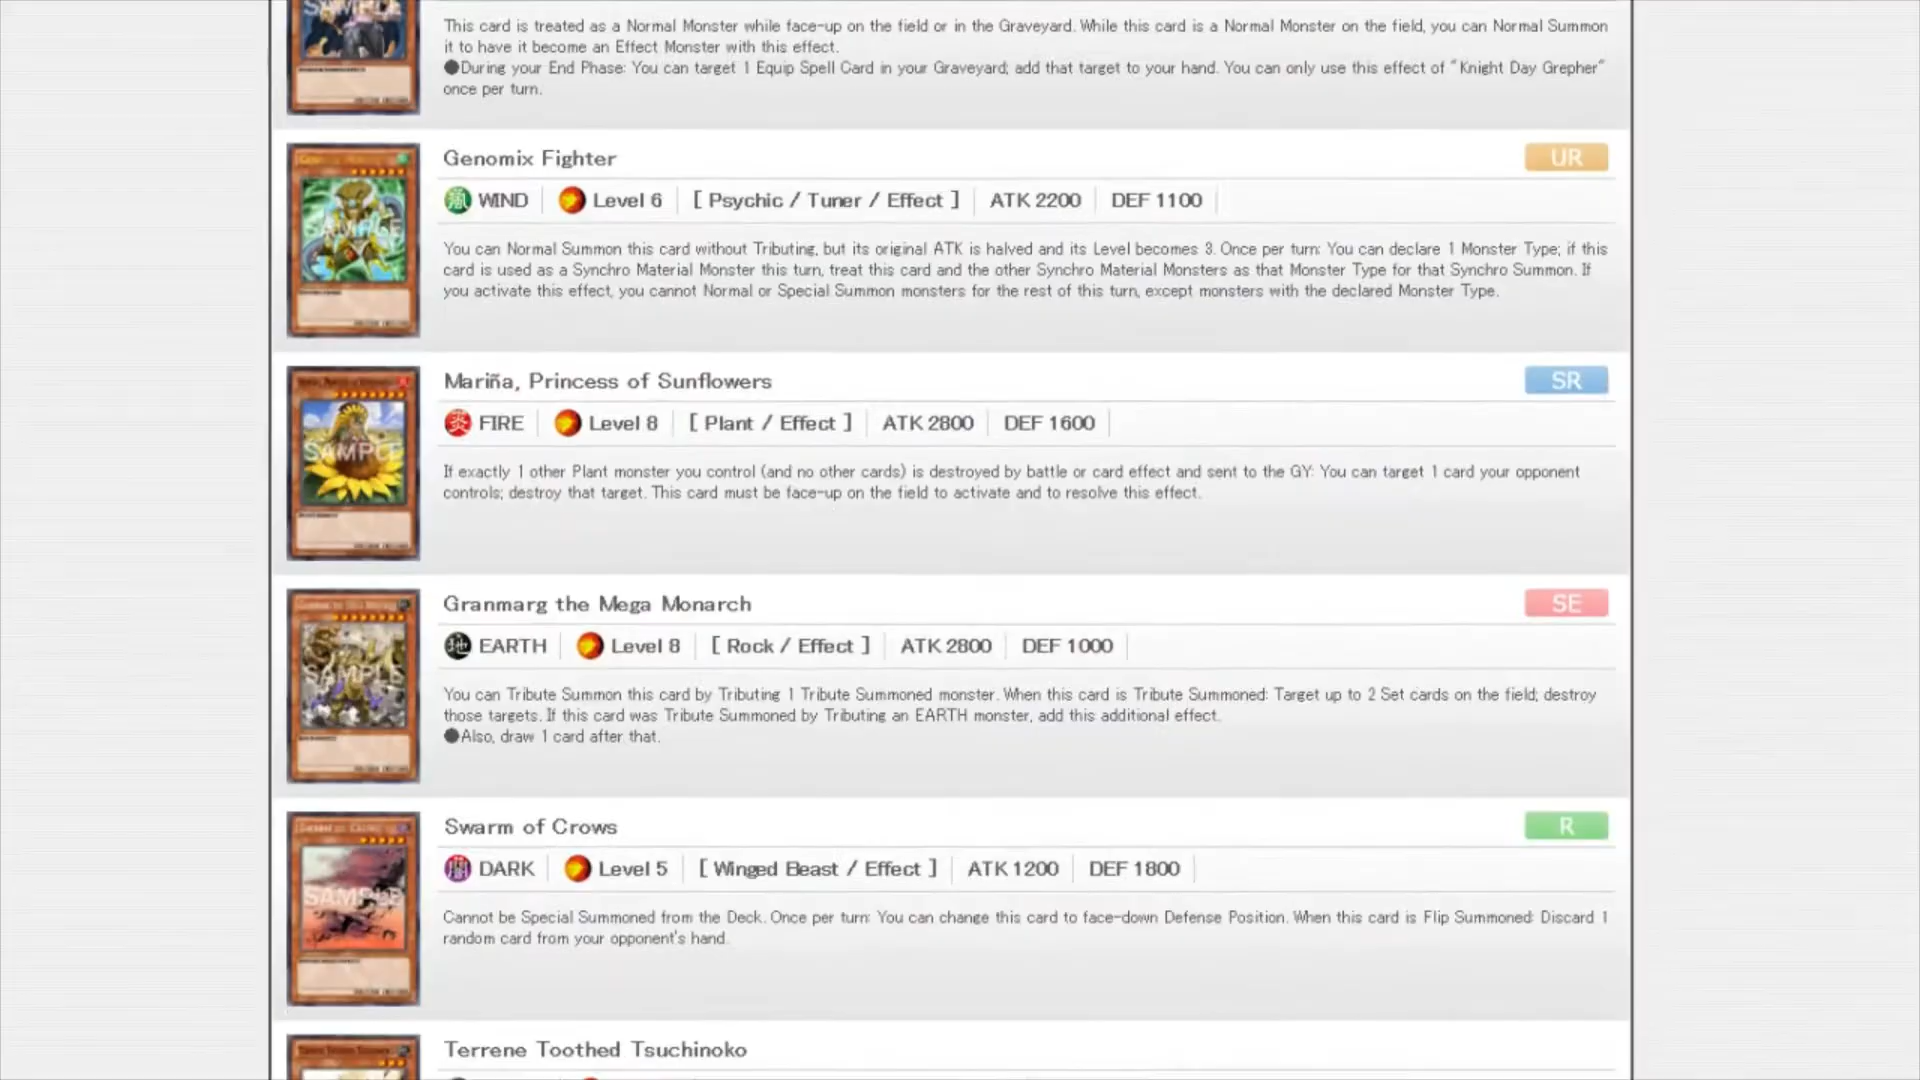 This card is treated as a Normal Monster while face-up on the field or in the Graveyard. While this card is a Normal Monster on the field, you can Normal Summon
it to have it become an Effect Monster with this effect.
●During your End Phase: You can target 1 Equip Spell Card in your Graveyard; add that target to your hand. You can only use this effect of "Knight Day Grepher"
once per turn.
Genomix Fighter UR
風 WIND Level 6 [ Psychic / Tuner / Effect ] ATK 2200 DEF 1100
SAMPLE
You can Normal Summon this card without Tributing, but its original ATK is halved and its Level becomes 3. Once per turn: You can declare 1 Monster Type; if this
card is used as a Synchro Material Monster this turn, treat this card and the other Synchro Material Monsters as that Monster Type for that Synchro Summon. If
you activate this effect, you cannot Normal or Special Summon monsters for the rest of this turn, except monsters with the declared Monster Type.
Mariña, Princess of Sunflowers SR
炎 FIRE Level 8 [ Plant / Effect ] ATK 2800 DEF 1600
SAMPLE
If exactly 1 other Plant monster you control (and no other cards) is destroyed by battle or card effect and sent to the GY: You can target 1 card your opponent
controls; destroy that target. This card must be face-up on the field to activate and to resolve this effect.
Granmarg the Mega Monarch SE
地 EARTH Level 8 [ Rock / Effect ] ATK 2800 DEF 1000
SAMPLE
You can Tribute Summon this card by Tributing 1 Tribute Summoned monster. When this card is Tribute Summoned: Target up to 2 Set cards on the field; destroy
those targets. If this card was Tribute Summoned by Tributing an EARTH monster, add this additional effect.
●Also, draw 1 card after that.
Swarm of Crows R
闇 DARK Level 5 [ Winged Beast / Effect ] ATK 1200 DEF 1800
SAMPLE
Cannot be Special Summoned from the Deck. Once per turn: You can change this card to face-down Defense Position. When this card is Flip Summoned: Discard 1
random card from your opponent's hand.
Terrene Toothed Tsuchinoko